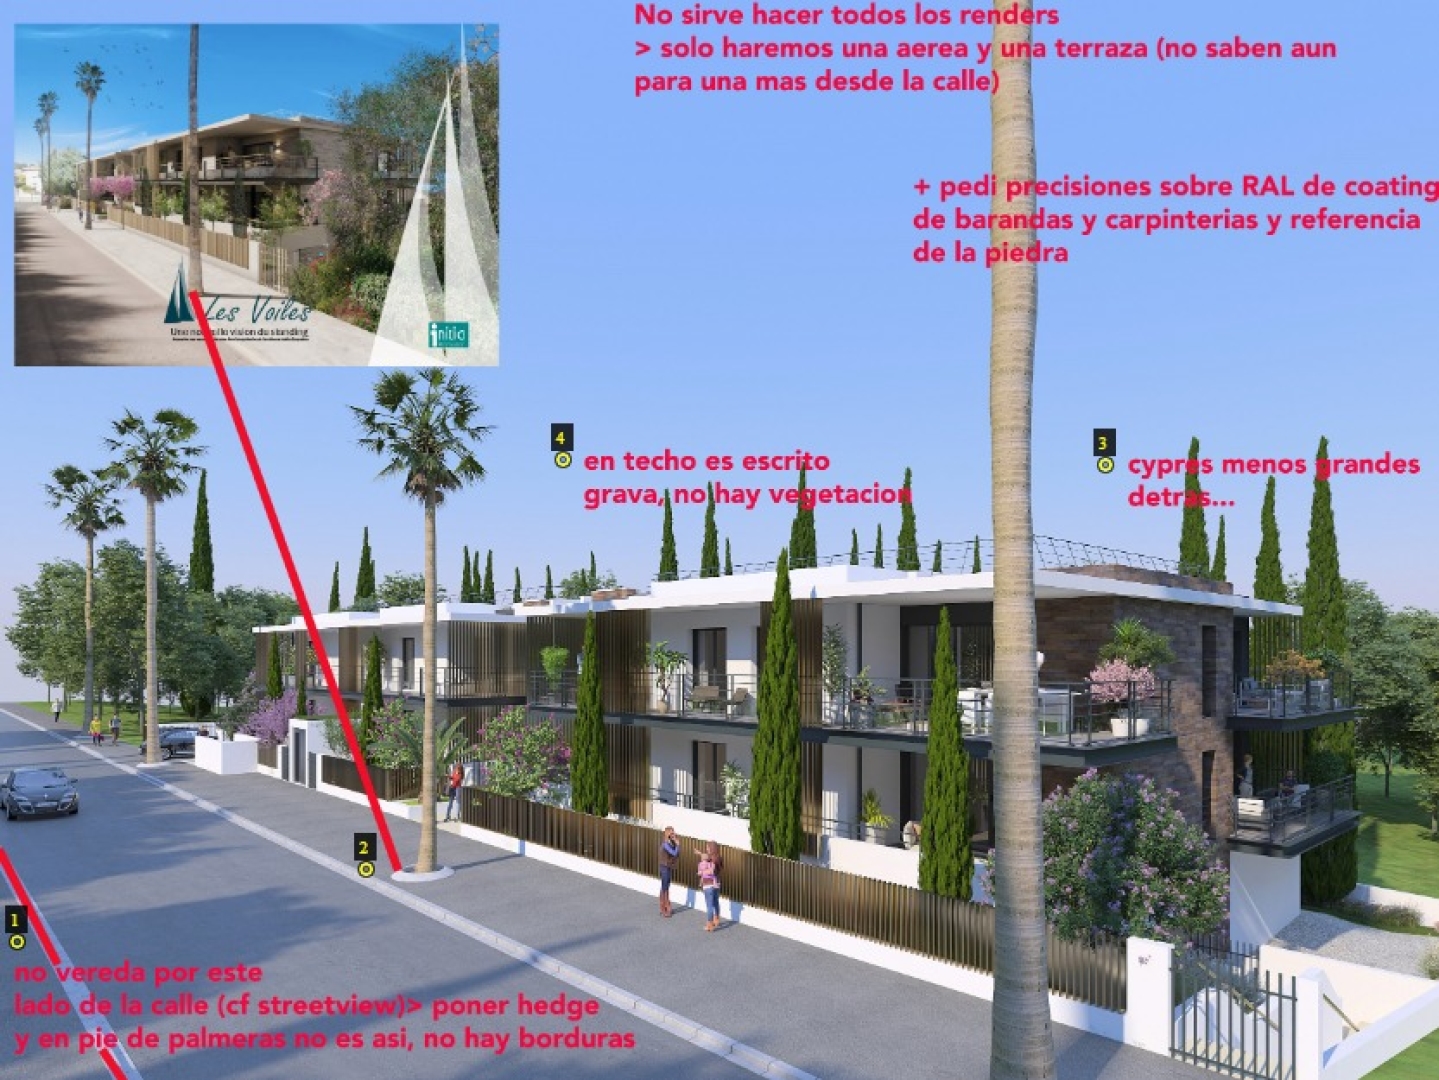 No sirve hacer todos los renders
> solo haremos una aerea y una terraza (no saben aun
para una mas desde la calle)
+ pedi precisiones sobre RAL de coating
de barandas y carpinterias y referencia
de la piedra
Les Voiles
vision du standing
initia
4
en techo es escrito
grava, no hay vegetacion
3
cypres menos grandes
detras...
2
1
no vereda por este
lado de la calle (cf streetview)> poner hedge
y en pie de palmeras no es asi, no hay borduras